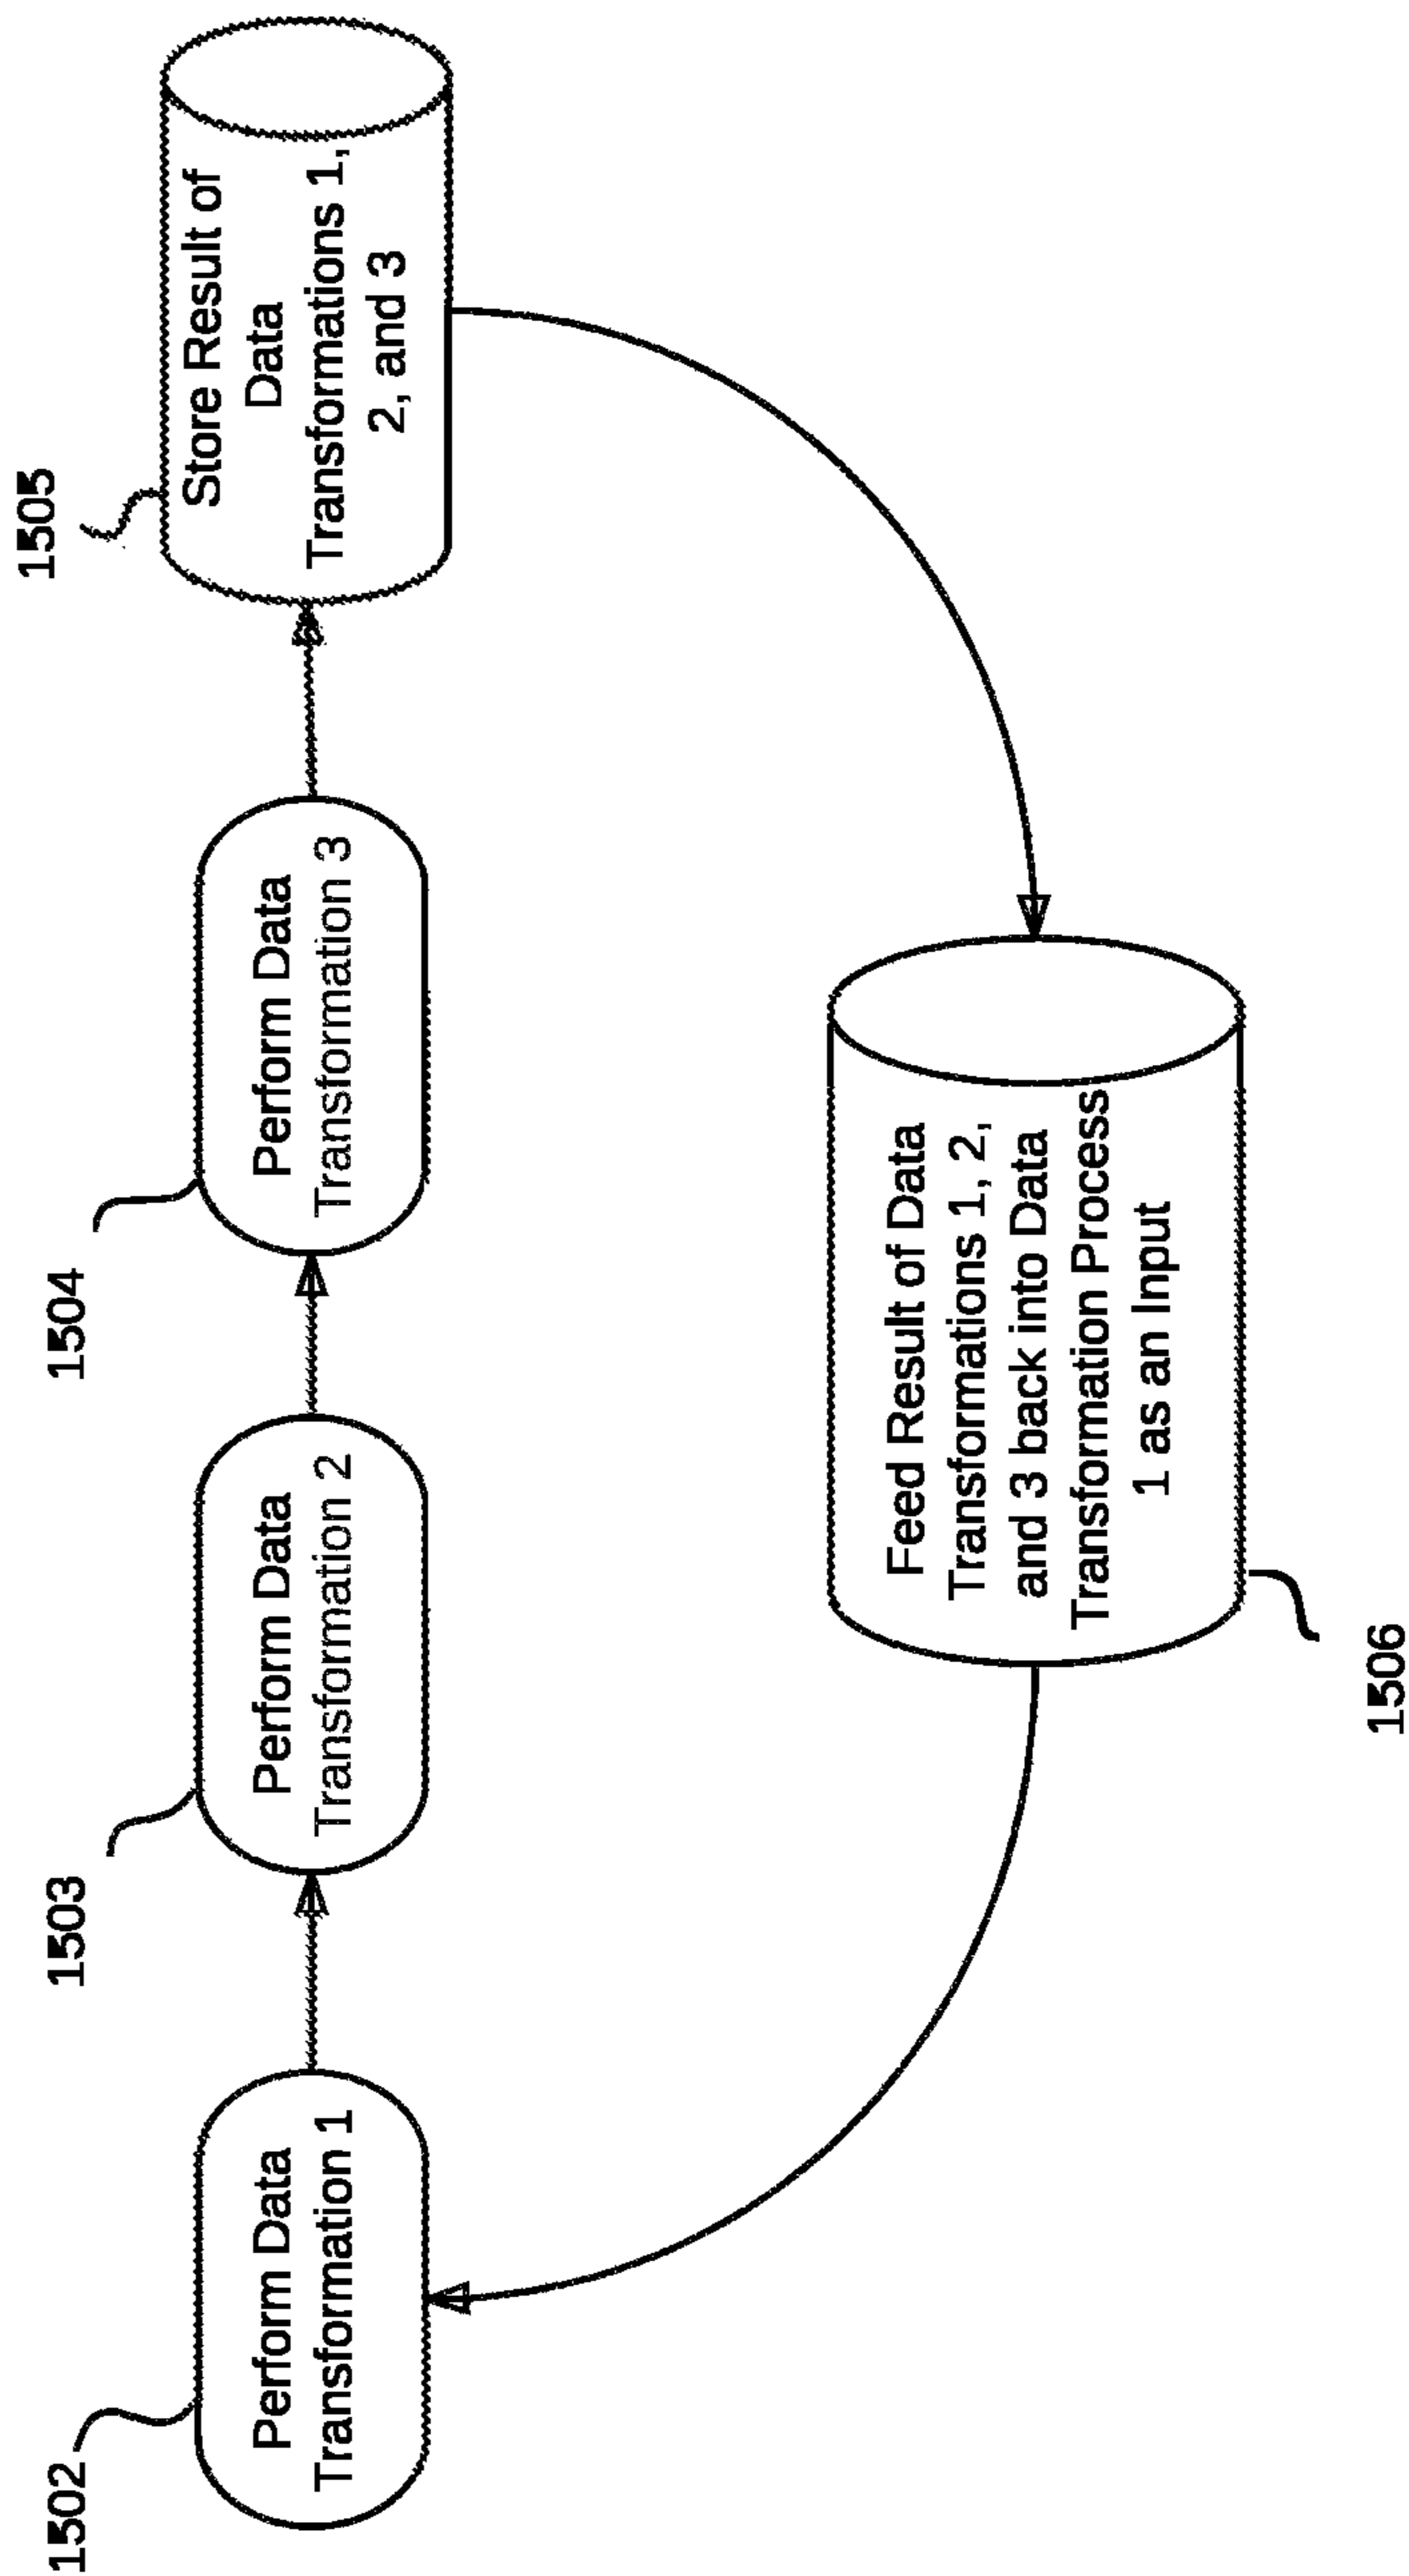 1502
Perform Data
Transformation 1
1503
Perform Data
Transformation 2
1504
Perform Data
Transformation 3
1505
Store Result of
Data
Transformations 1,
2, and 3
Feed Result of Data
Transformations 1, 2,
and 3 back into Data
Transformation Process
1 as an Input
1506